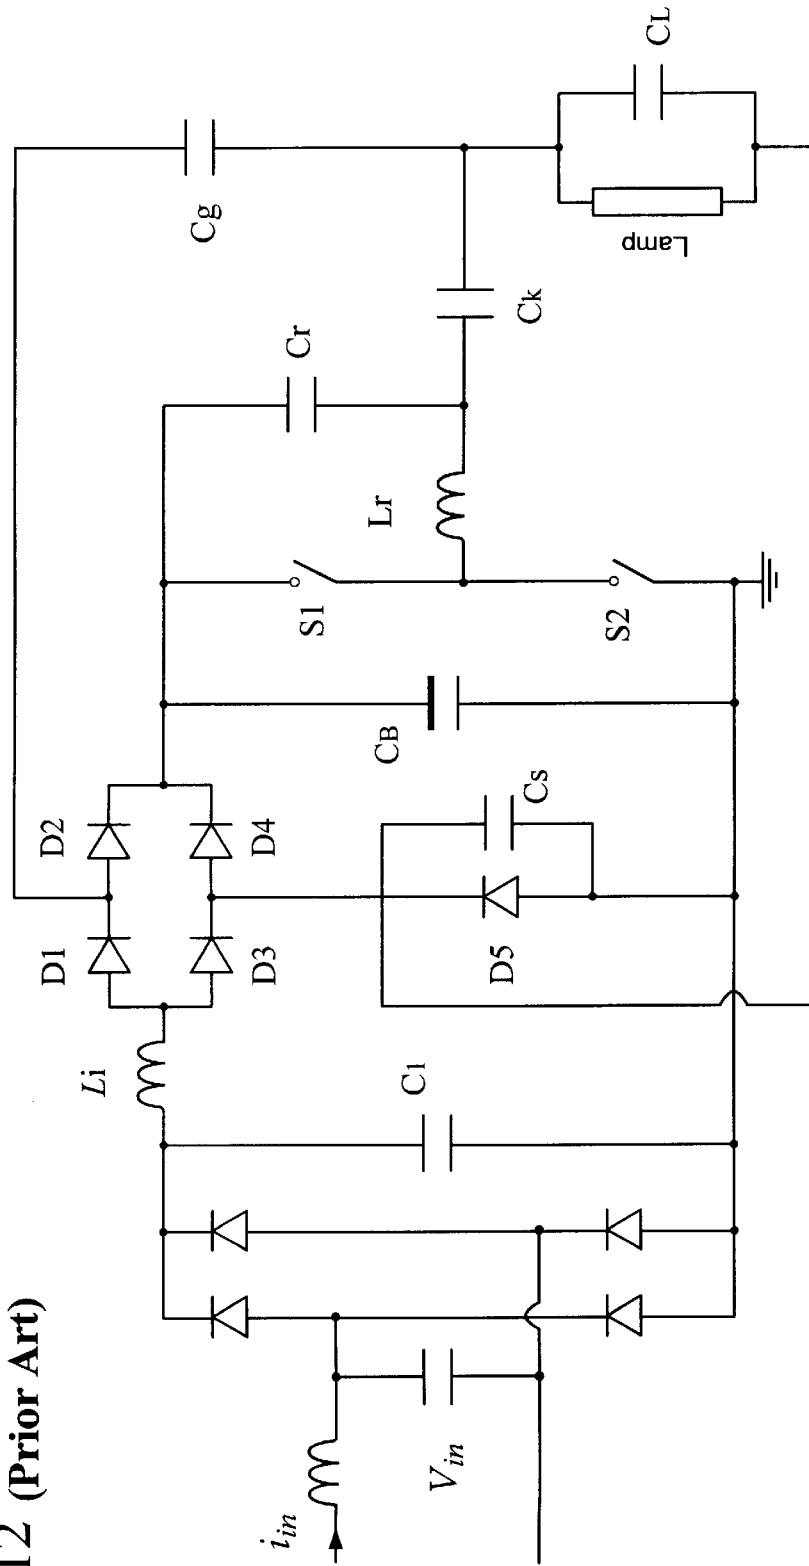 (Prior Art)
i_in
V_in
Li
C1
D1
D2
D3
D4
D5
Cs
CB
S1
S2
Lr
Cr
Ck
Cg
Lamp
CL